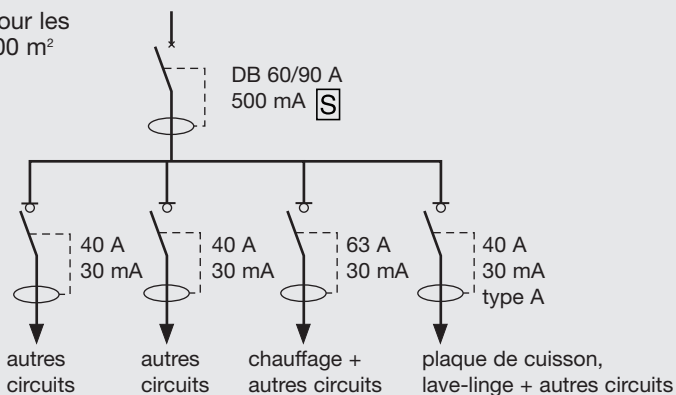 our les
00 m²
DB 60/90 A
500 mA S
40 A
30 mA
40 A
30 mA
63 A
30 mA
40 A
30 mA
type A
autres
circuits
autres
circuits
chauffage +
autres circuits
plaque de cuisson,
lave-linge + autres circuits